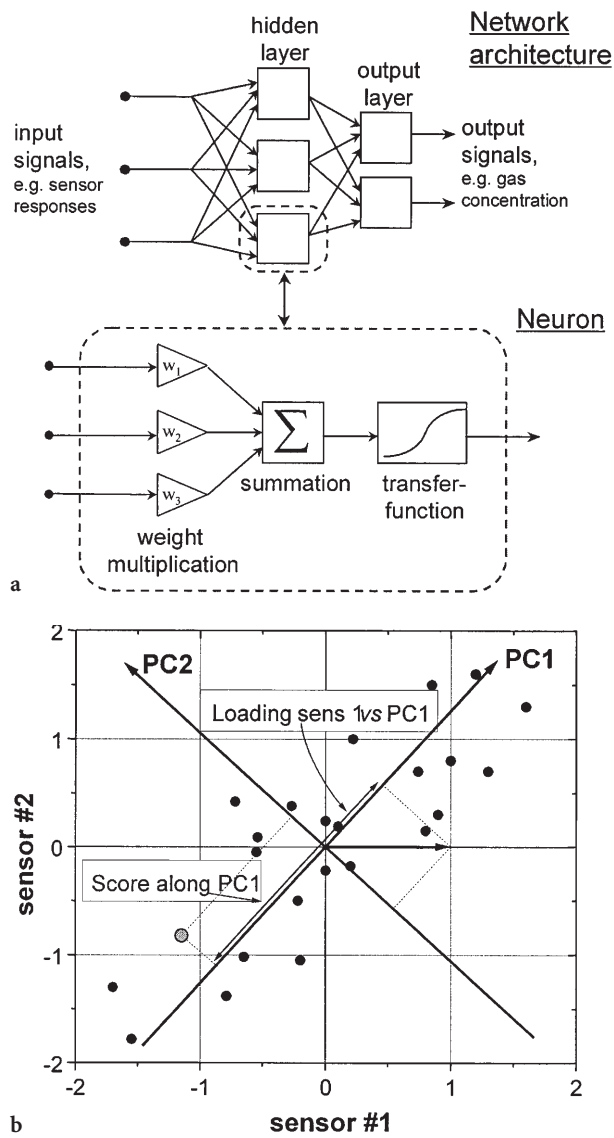 Network
architecture
hidden
layer
output
layer
input
signals,
e.g. sensor
responses
output
signals,
e.g. gas
concentration
Neuron
w1
w2
w3
Σ
summation
transfer-
function
weight
multiplication
a
2
1
0
-1
-2
sensor #2
PC2
PC1
Loading sens 1vs PC1
Score along PC1
-2 -1 0 1 2
sensor #1
b